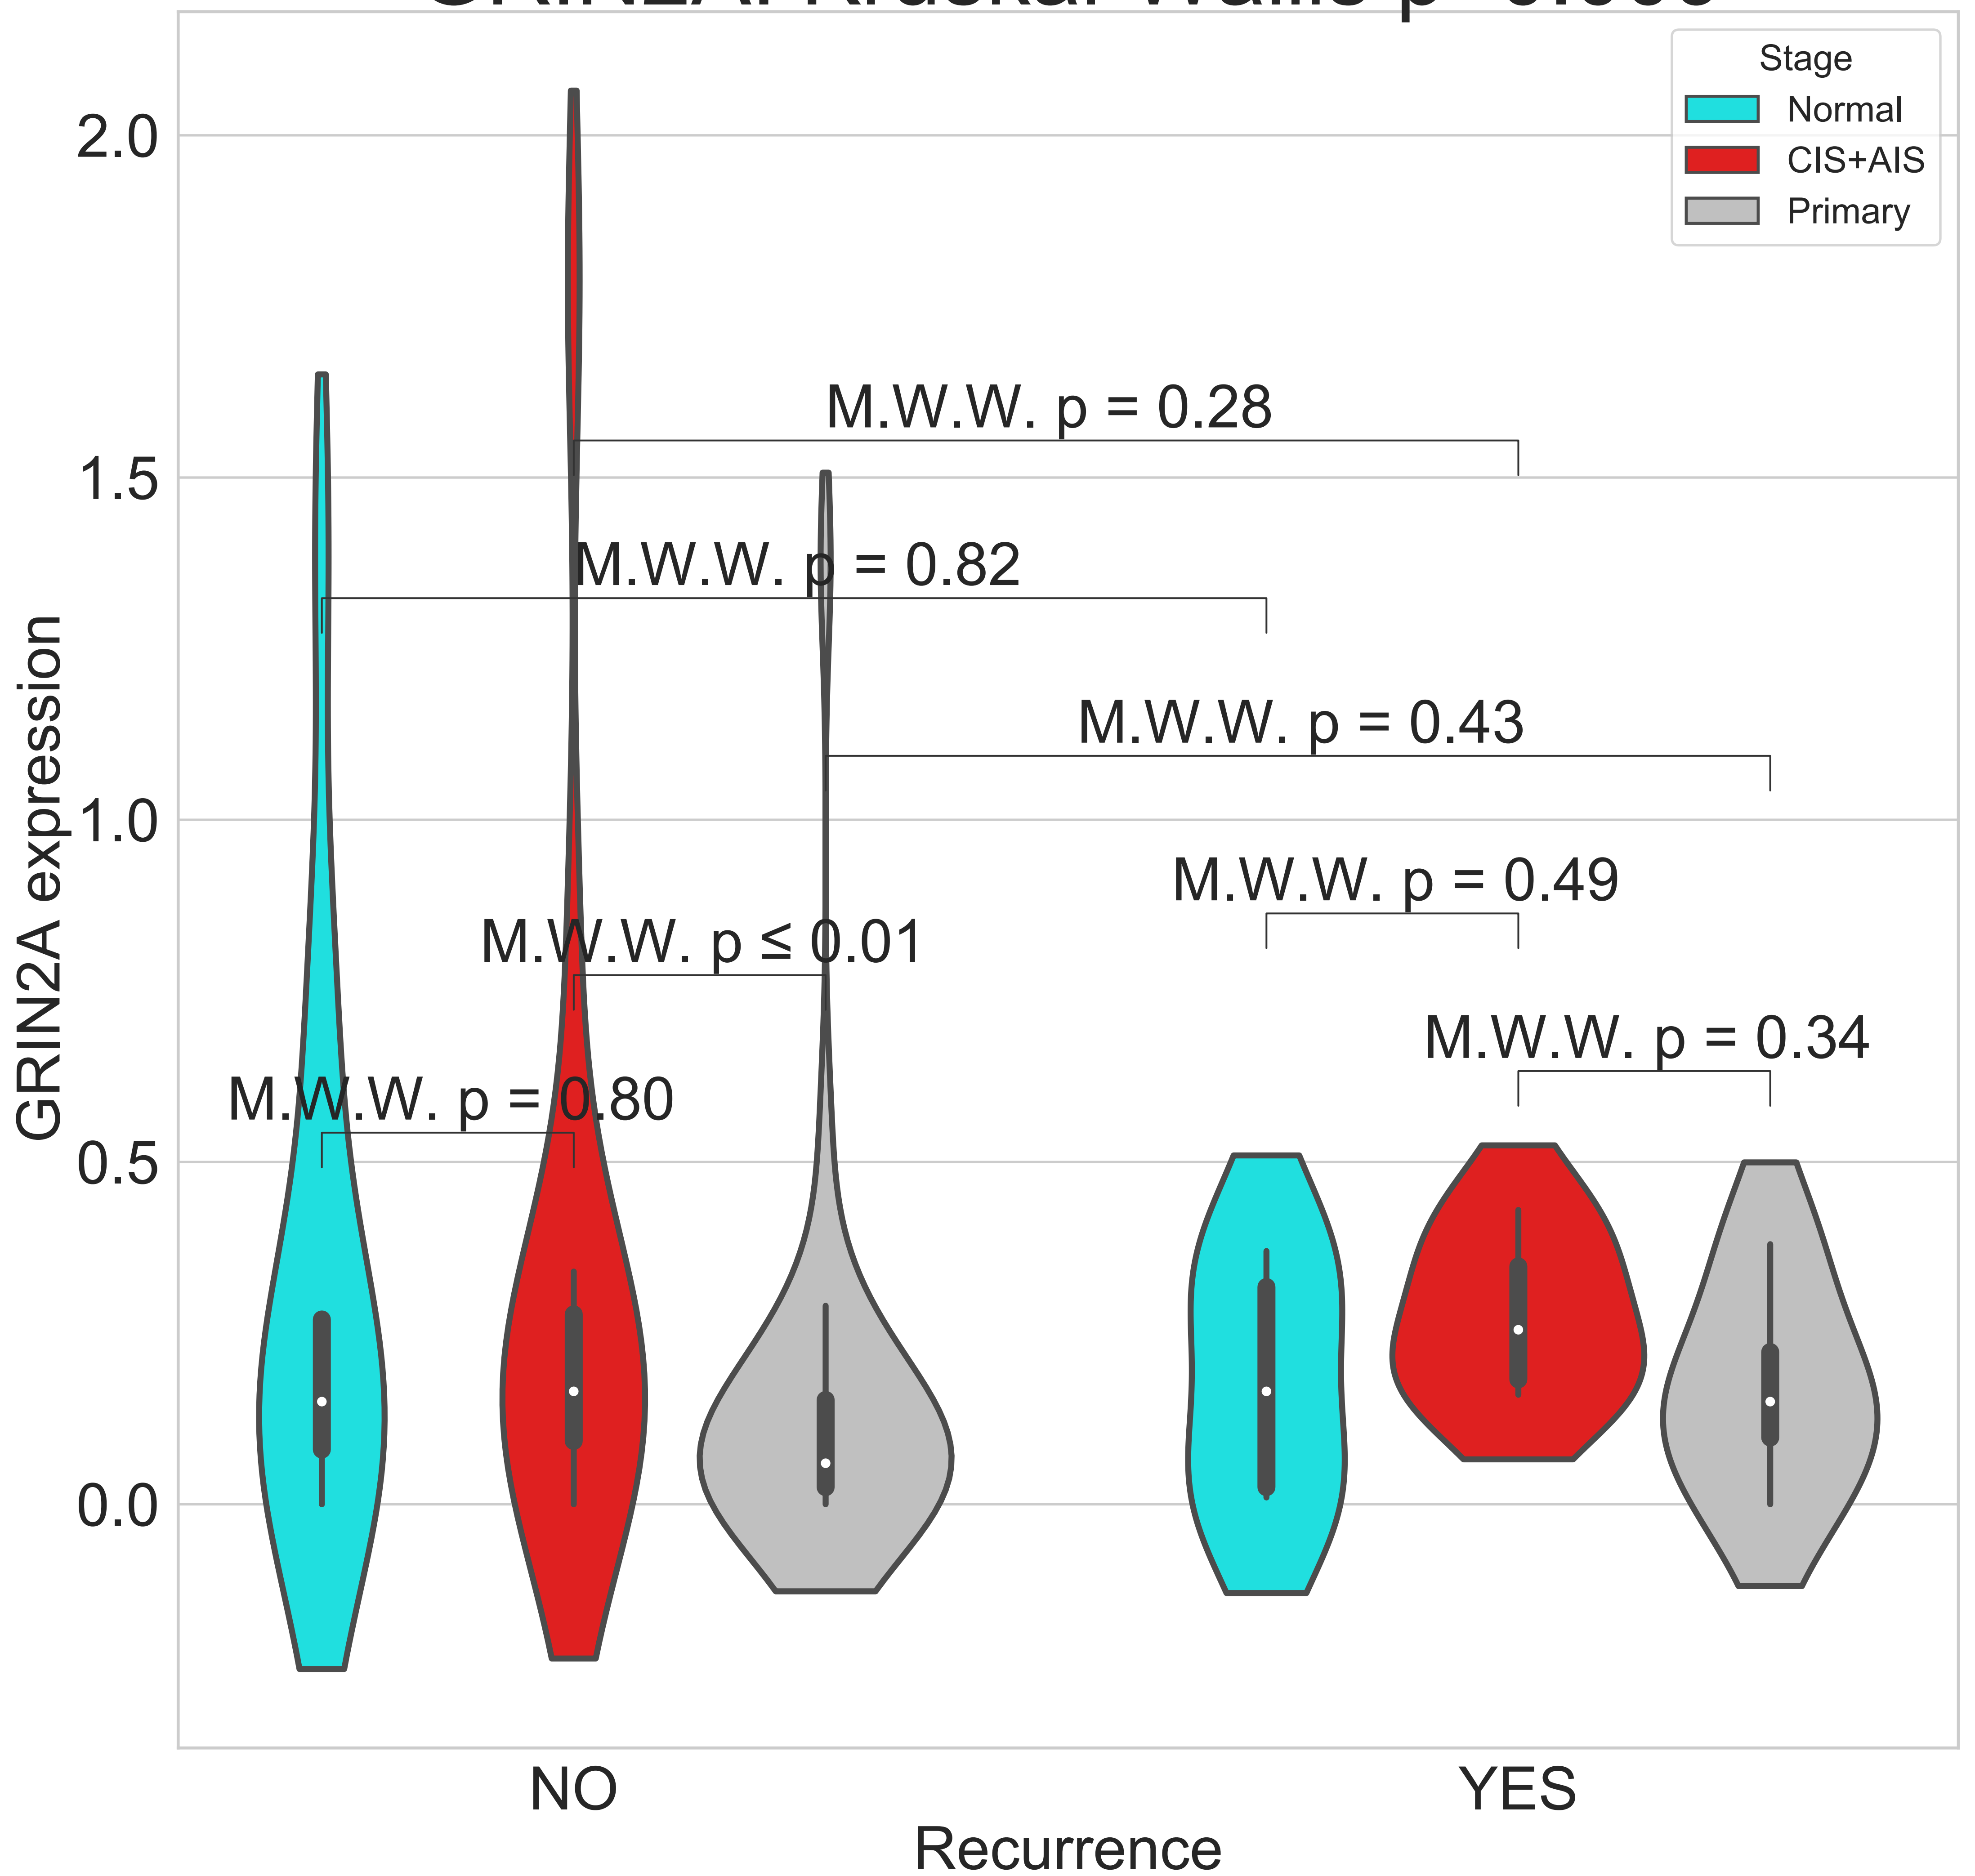 Stage
Normal
CIS+AIS
Primary
2.0
1.5
1.0
0.5
0.0
GRIN2A expression
M.W.W. p = 0.28
M.W.W. p = 0.82
M.W.W. p = 0.43
M.W.W. p = 0.49
M.W.W. p ≤ 0.01
M.W.W. p = 0.34
M.W.W. p = 0.80
NO
YES
Recurrence